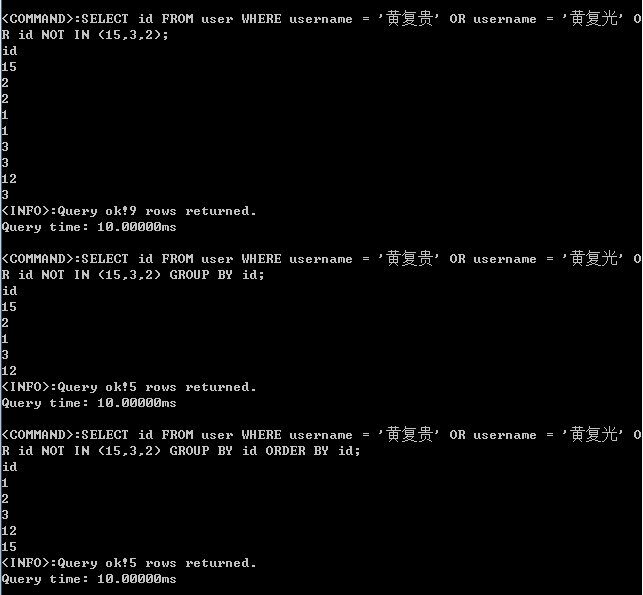 <COMMAND>:SELECT id FROM user WHERE username = '黄复贵' OR username = '黄复光' O
R id NOT IN (15,3,2);
id
15
2
2
1
1
3
3
12
3
<INFO>:Query ok!9 rows returned.
Query time: 10.00000ms
<COMMAND>:SELECT id FROM user WHERE username = '黄复贵' OR username = '黄复光' O
R id NOT IN (15,3,2) GROUP BY id;
id
15
2
1
3
12
<INFO>:Query ok!5 rows returned.
Query time: 10.00000ms
<COMMAND>:SELECT id FROM user WHERE username = '黄复贵' OR username = '黄复光' O
R id NOT IN (15,3,2) GROUP BY id ORDER BY id;
id
1
2
3
12
15
<INFO>:Query ok!5 rows returned.
Query time: 10.00000ms